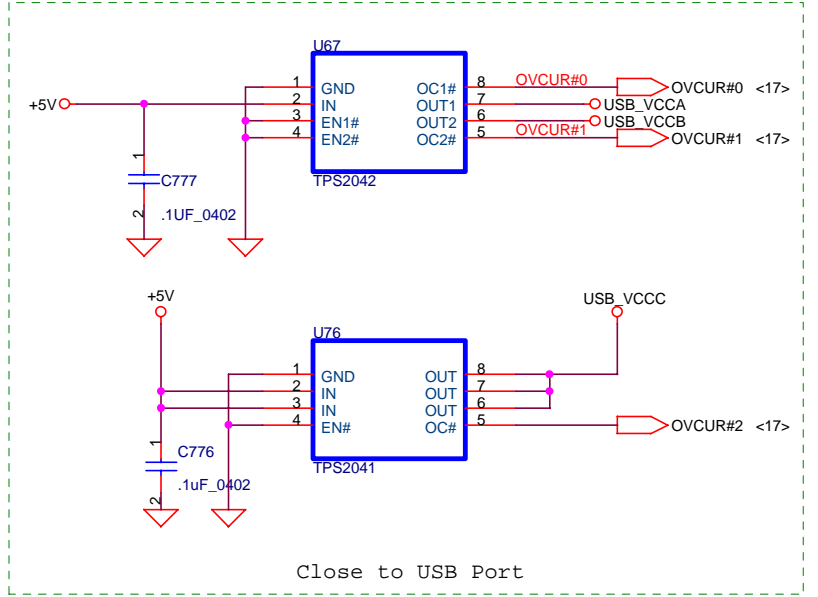 U67
1 GND OC1# 8 OVCUR#0 OVCUR#0 <17>
+5V 2 IN OUT1 7 USB_VCCA
3 EN1# OUT2 6 USB_VCCB
4 EN2# OC2# 5 OVCUR#1 OVCUR#1 <17>
TPS2042
1
C777
2 .1UF_0402
+5V
USB_VCCC
U76
1 GND OUT 8
2 IN OUT 7
3 IN OUT 6
4 EN# OC# 5 OVCUR#2 <17>
TPS2041
1
C776
.1uF_0402
2
Close to USB Port